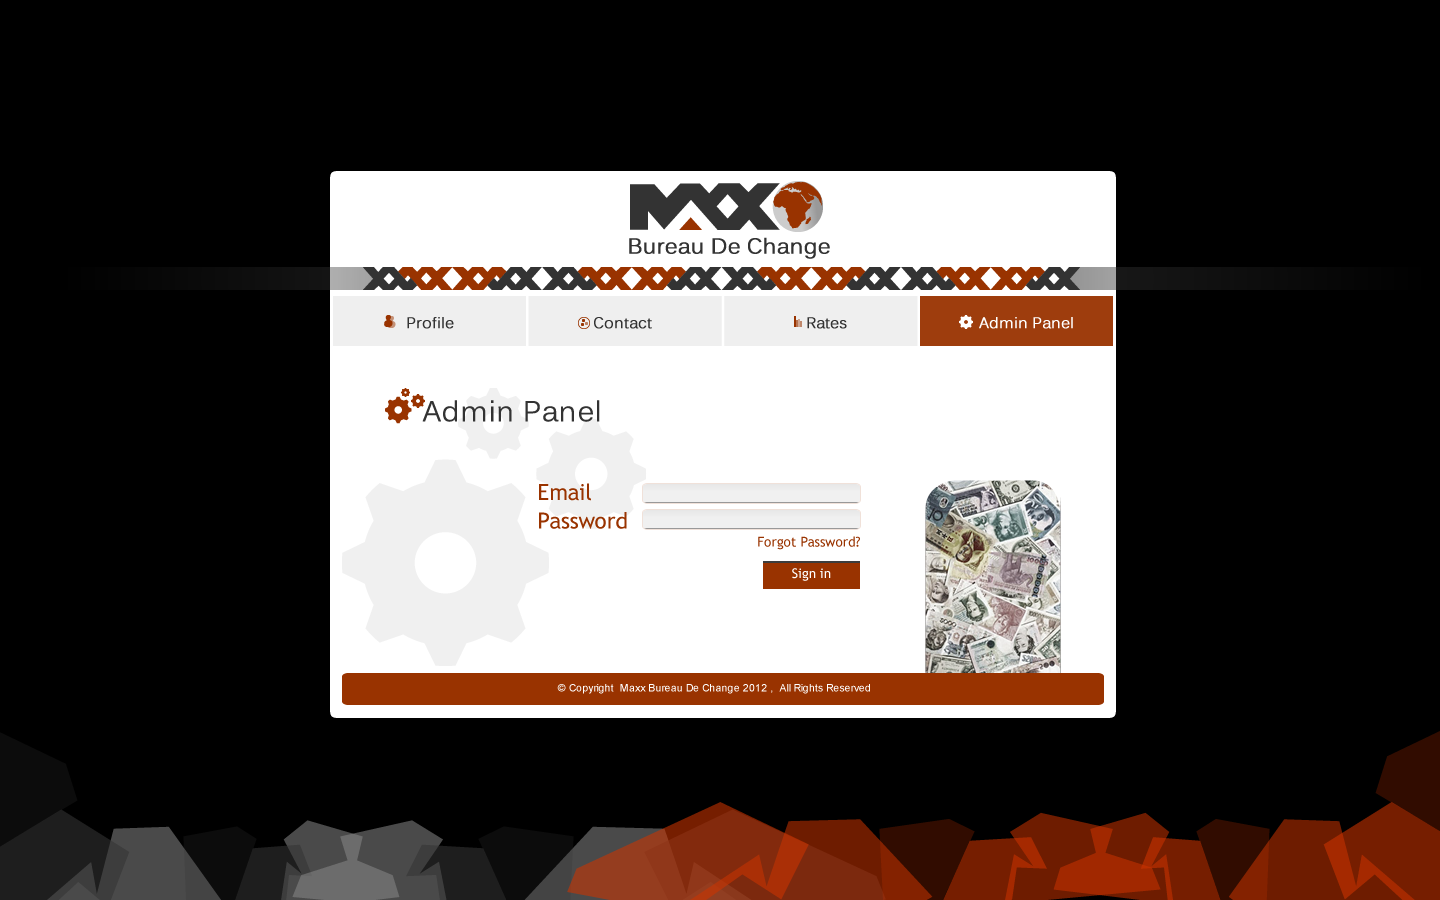 MAXX
Bureau De Change
Profile
Contact
Rates
Admin Panel
Admin Panel
Email
Password
Forgot Password?
Sign in
© Copyright Maxx Bureau De Change 2012 , All Rights Reserved